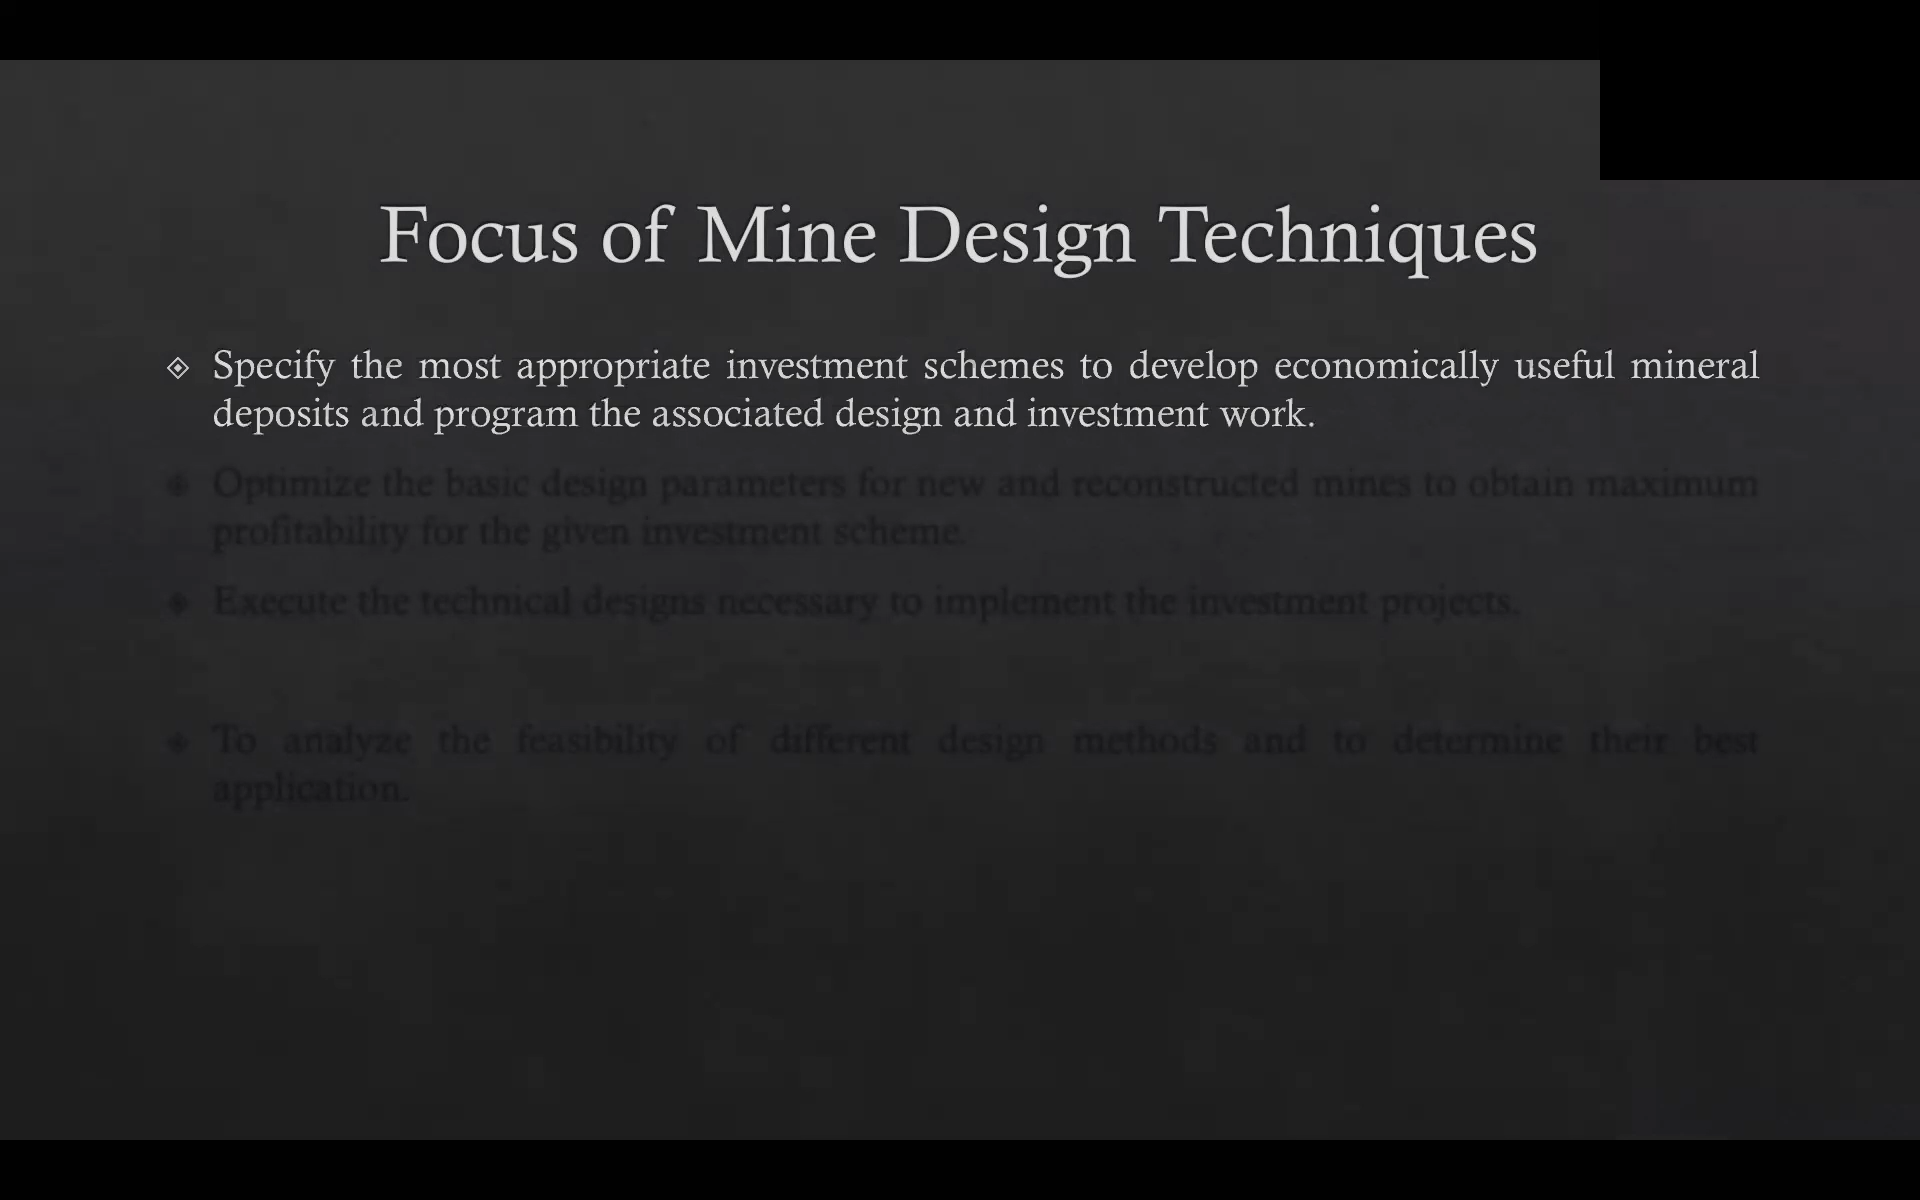 Focus of Mine Design Techniques
Specify the most appropriate investment schemes to develop economically useful mineral
deposits and program the associated design and investment work.
Optimize the basic design parameters for new and reconstructed mines to obtain maximum
profitability for the given investment scheme.
Execute the technical designs necessary to implement the investment projects.
To analyze the feasibility of different design methods and to determine their best
application.